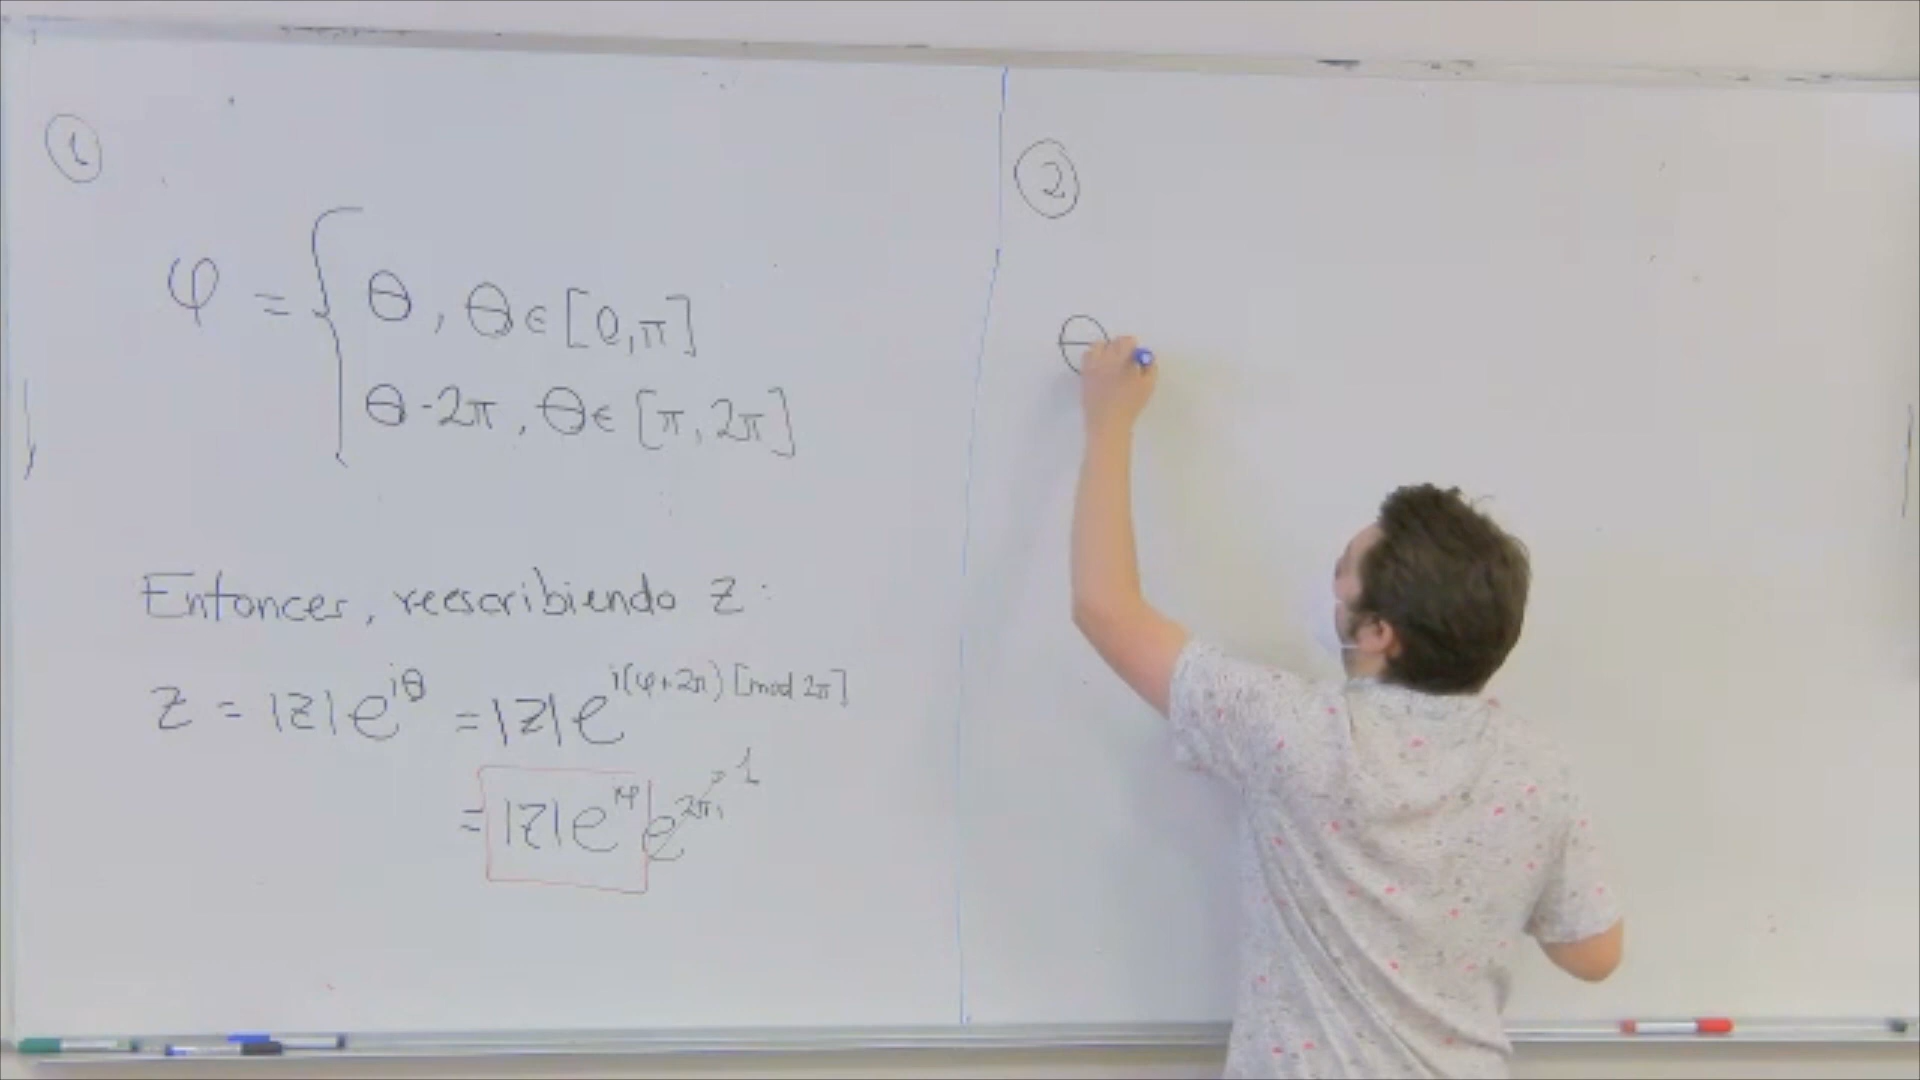 ①
φ = { θ, θ ∈ [0, π]
θ - 2π, θ ∈ [π, 2π]
Entonces, reescribiendo z:
z = |z| e^{iθ} = |z| e^{i(φ+2π) [mod 2π]}
= |z| e^{iφ} e^{2πi} → 1
②
θ